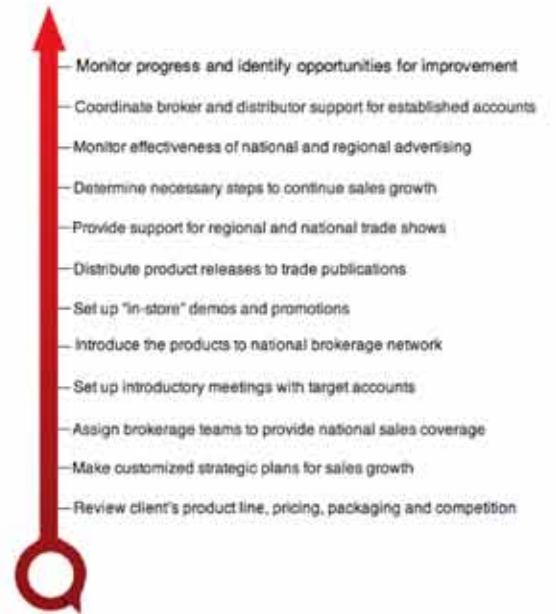 Monitor progress and identify opportunities for improvement
Coordinate broker and distributor support for established accounts
Monitor effectiveness of national and regional advertising
Determine necessary steps to continue sales growth
Provide support for regional and national trade shows
Distribute product releases to trade publications
Set up "in-store" demos and promotions
Introduce the products to national brokerage network
Set up introductory meetings with target accounts
Assign brokerage teams to provide national sales coverage
Make customized strategic plans for sales growth
Review client's product line, pricing, packaging and competition